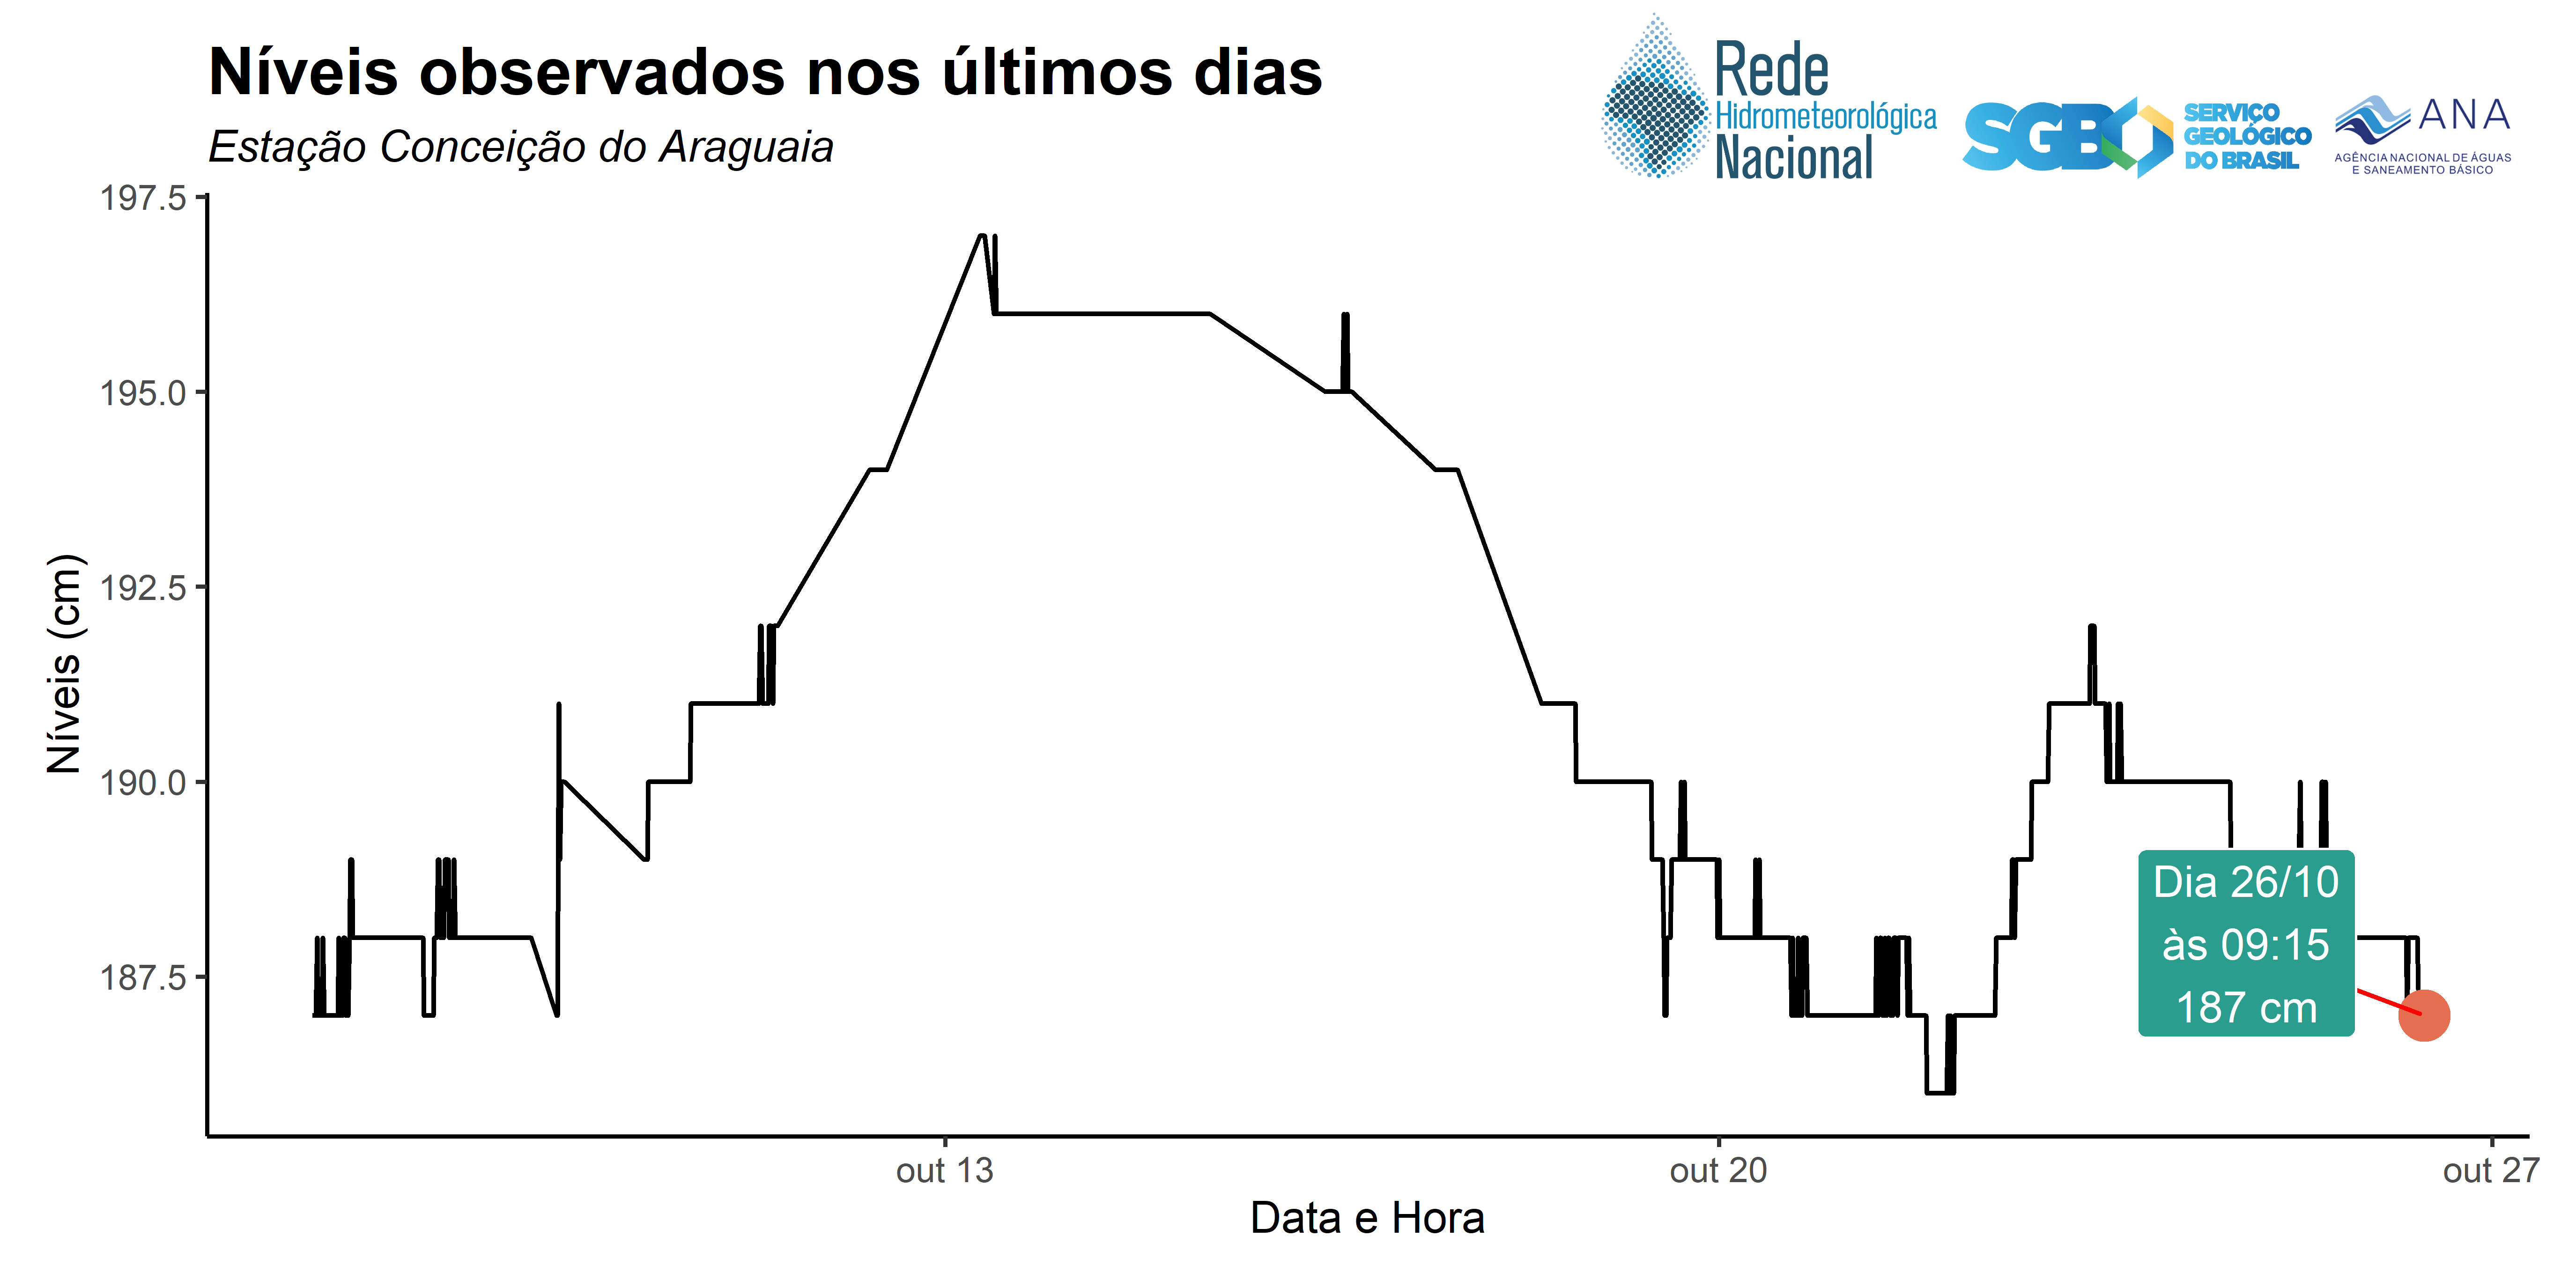 Níveis observados nos últimos dias
Estação Conceição do Araguaia
Rede
Hidrometeorológica
Nacional
SGB
SERVIÇO
GEOLÓGICO
DO BRASIL
ANA
AGÊNCIA NACIONAL DE ÁGUAS
E SANEAMENTO BÁSICO
Níveis (cm)
197.5
195.0
192.5
190.0
187.5
Dia 26/10
às 09:15
187 cm
out 13
out 20
out 27
Data e Hora